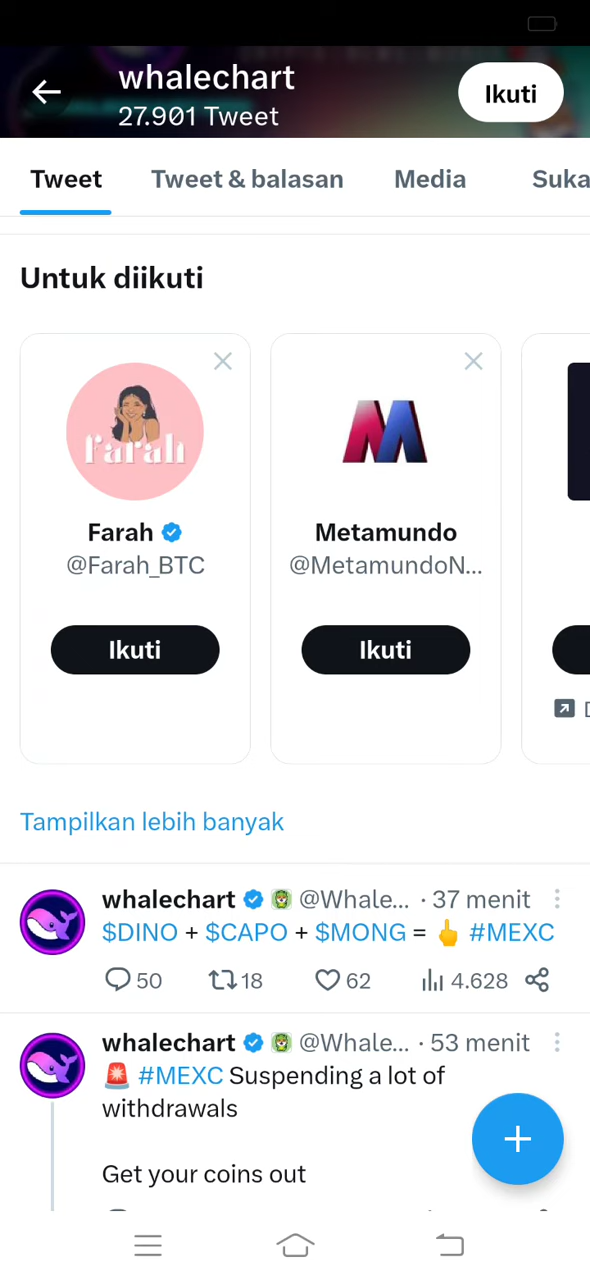 whalechart
27.901 Tweet
Ikuti
Tweet Tweet & balasan Media Suka
Untuk diikuti
farah
Farah
@Farah_BTC
Ikuti
Metamundo
@MetamundoN...
Ikuti
Tampilkan lebih banyak
whalechart @Whale... · 37 menit
$DINO + $CAPO + $MONG = 👆 #MEXC
50 18 62 4.628
whalechart @Whale... · 53 menit
🚨 #MEXC Suspending a lot of
withdrawals
Get your coins out